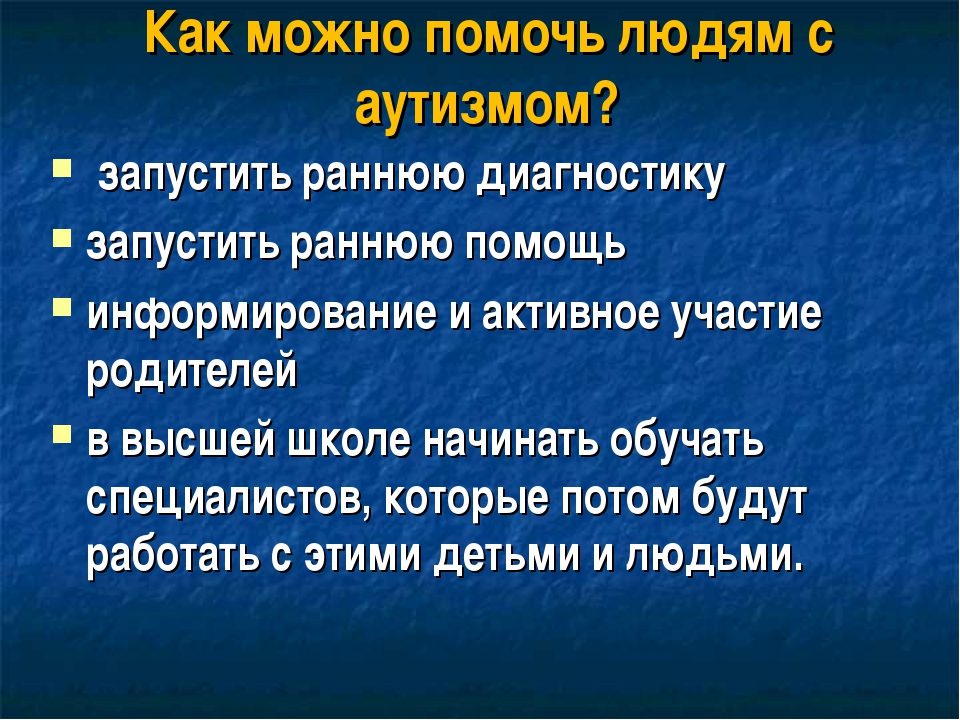 Как можно помочь людям с
аутизмом?
запустить раннюю диагностику
запустить раннюю помощь
информирование и активное участие
родителей
в высшей школе начинать обучать
специалистов, которые потом будут
работать с этими детьми и людьми.